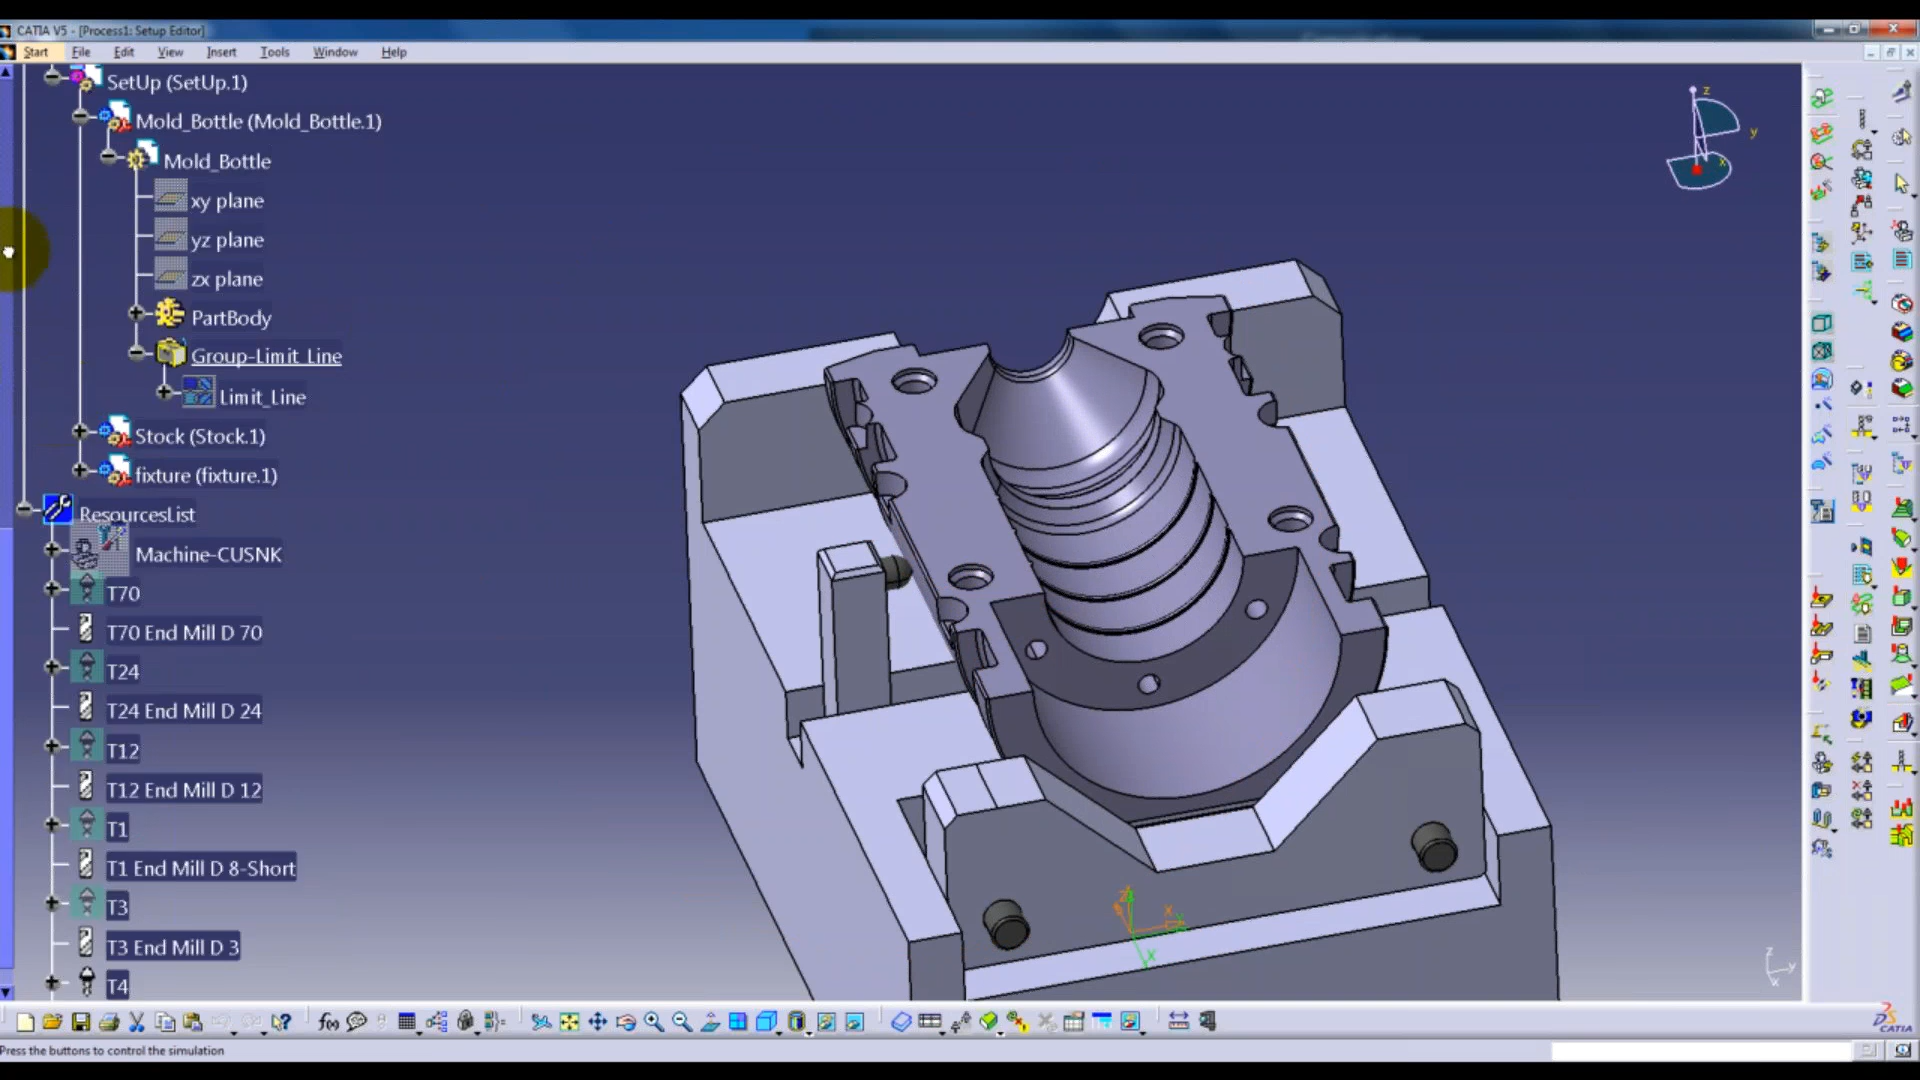 CATIA V5 - [Process1: Setup Editor]
Start File Edit View Insert Tools Window Help
SetUp (SetUp.1)
Mold_Bottle (Mold_Bottle.1)
Mold_Bottle
xy plane
yz plane
zx plane
PartBody
Group-Limit_Line
Limit_Line
Stock (Stock.1)
fixture (fixture.1)
ResourcesList
Machine-CUSNK
T70
T70 End Mill D 70
T24
T24 End Mill D 24
T12
T12 End Mill D 12
T1
T1 End Mill D 8-Short
T3
T3 End Mill D 3
T4
z
y
x
X
X
z
y
x
f(x)
CATIA
Press the buttons to control the simulation